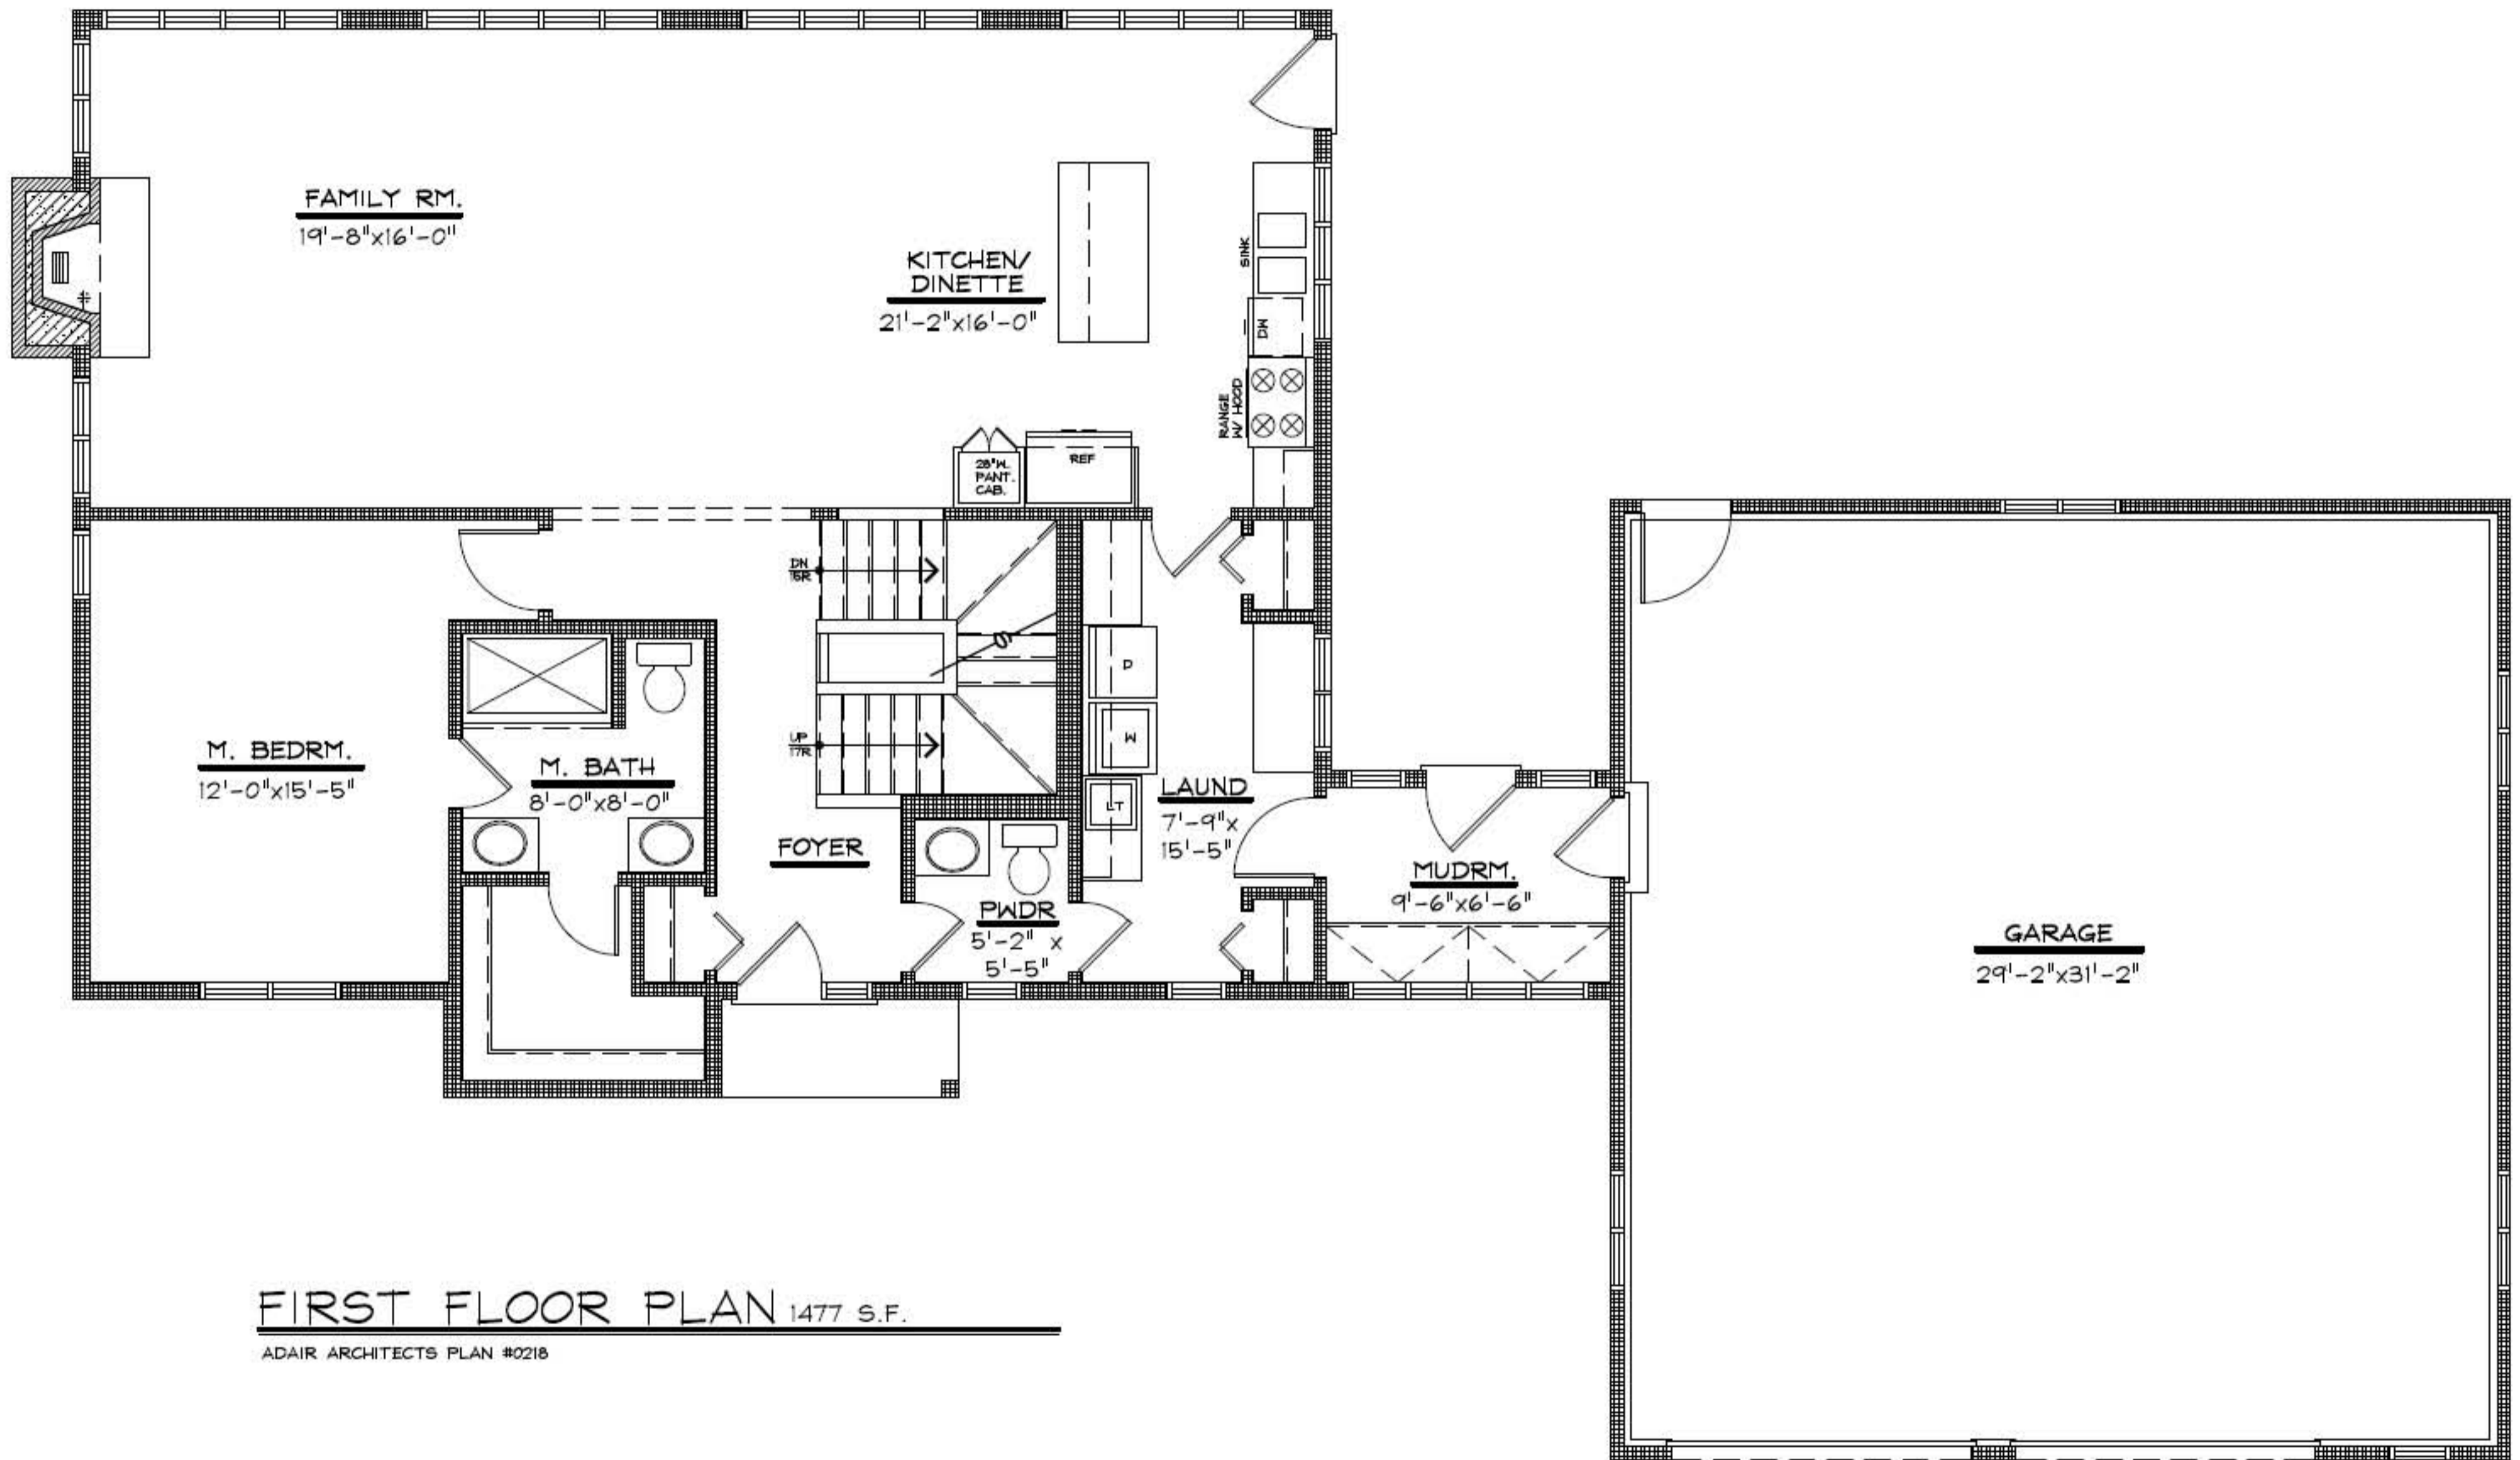 FAMILY RM.
19'-8"x16'-0"
KITCHEN/
DINETTE
21'-2"x16'-0"
SINK
DW
RANGE
W/ HOOD
28"W.
PANT.
CAB.
REF
DN
15R
UP
17R
M. BEDRM.
12'-0"x15'-5"
M. BATH
8'-0"x8'-0"
FOYER
PWDR
5'-2" x
5'-5"
D
W
LT
LAUND
7'-9"x
15'-5"
MUDRM.
9'-6"x6'-6"
GARAGE
29'-2"x31'-2"
FIRST FLOOR PLAN 1477 S.F.
ADAIR ARCHITECTS PLAN #0218